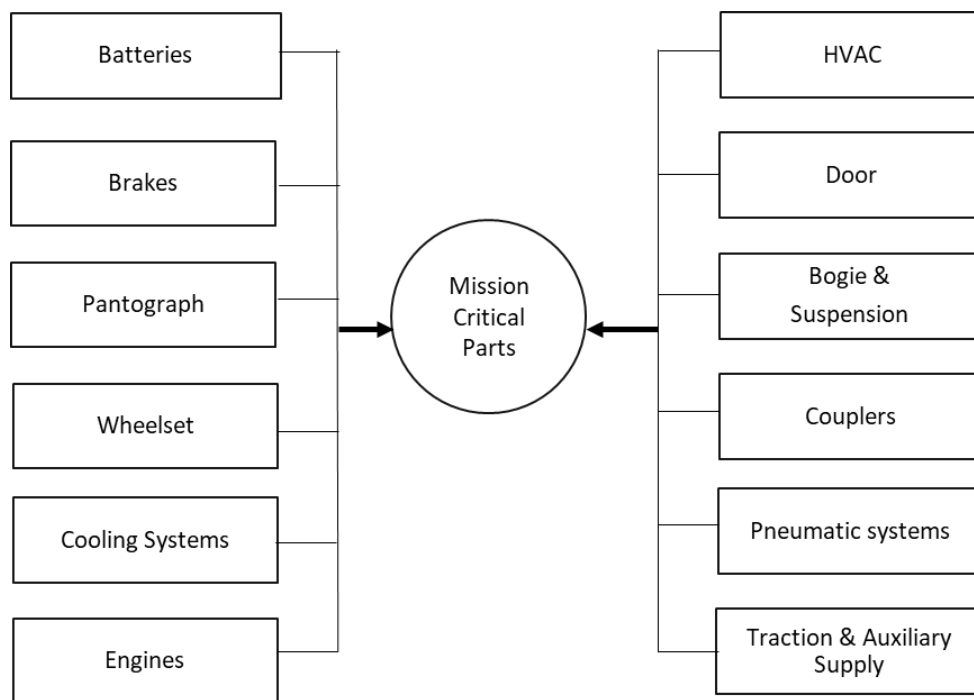 Batteries
Brakes
Pantograph
Wheelset
Cooling Systems
Engines
Mission
Critical
Parts
HVAC
Door
Bogie &
Suspension
Couplers
Pneumatic systems
Traction & Auxiliary
Supply